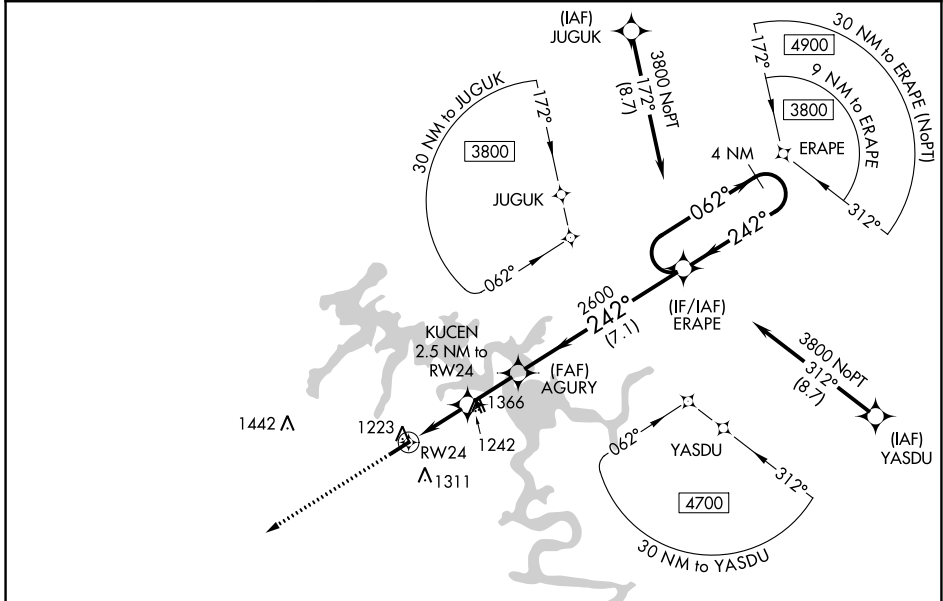 (IAF)
JUGUK
3800 NoPT
172°
(8.7)
30 NM to JUGUK
172°
3800
JUGUK
062°
30 NM to ERAPE (NoPT)
4900
172°
9 NM to ERAPE
3800
ERAPE
312°
4 NM
062°
242°
(IF/IAF)
ERAPE
2600
242°
(7.1)
KUCEN
2.5 NM to
RW24
(FAF)
AGURY
1366
1242
1442
1223
RW24
1311
3800 NoPT
312°
(8.7)
(IAF)
YASDU
062°
YASDU
312°
4700
30 NM to YASDU